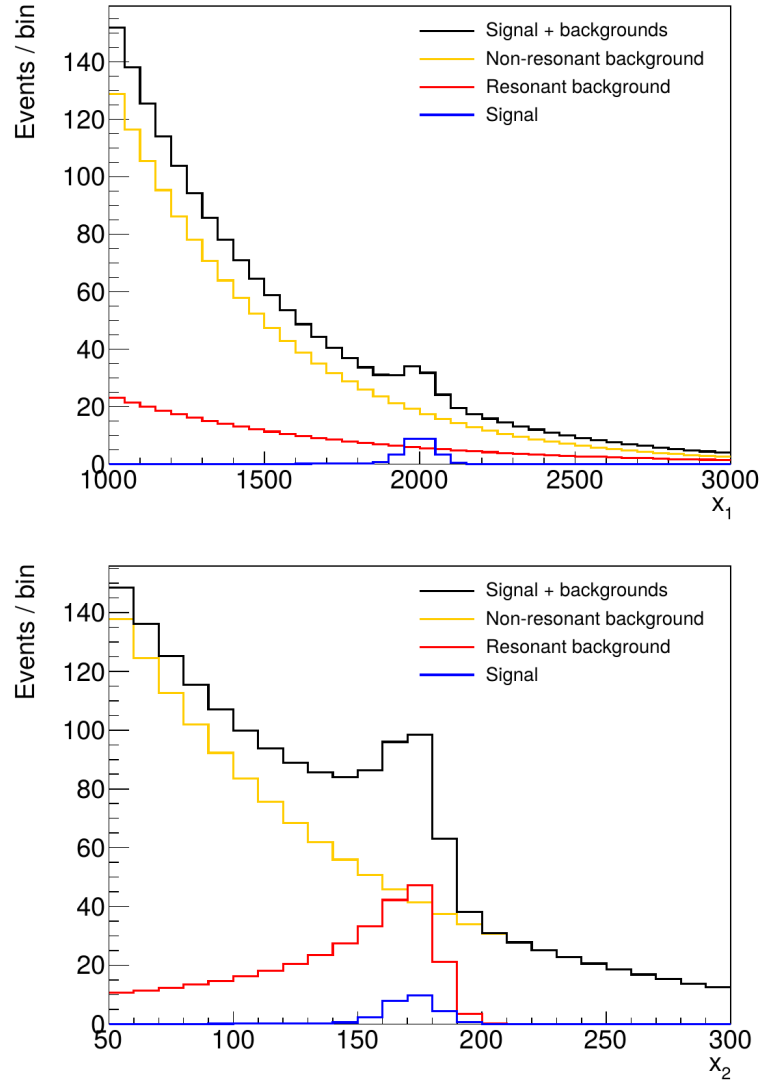 Events / bin
140
120
100
80
60
40
20
0
Signal + backgrounds
Non-resonant background
Resonant background
Signal
1000 1500 2000 2500 3000
x1
Events / bin
140
120
100
80
60
40
20
0
Signal + backgrounds
Non-resonant background
Resonant background
Signal
50 100 150 200 250 300
x2